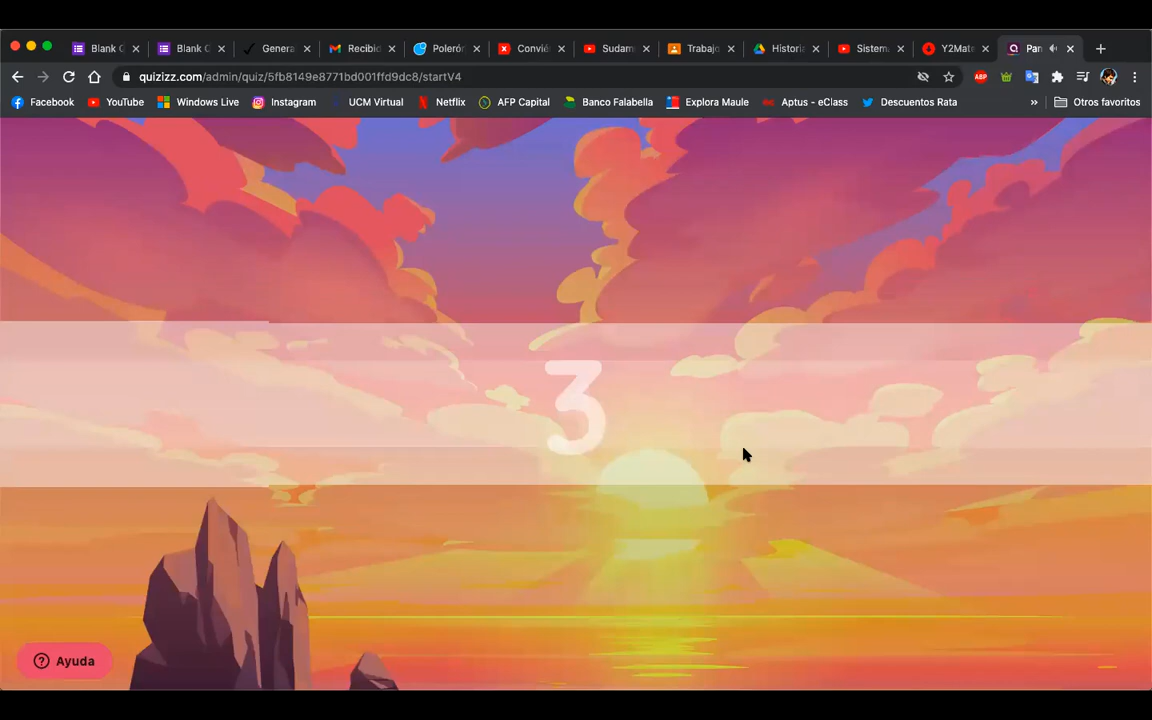 Blank Q
Blank Q
Genera
Recibid
Polerón
Convié
Sudam
Trabajo
Historia
Sistem
Y2Mate
Pan
quizizz.com/admin/quiz/5fb8149e8771bd001ffd9dc8/startV4
ABP
Facebook
YouTube
Windows Live
Instagram
UCM Virtual
Netflix
AFP Capital
Banco Falabella
Explora Maule
Aptus - eClass
Descuentos Rata
»
Otros favoritos
3
Ayuda